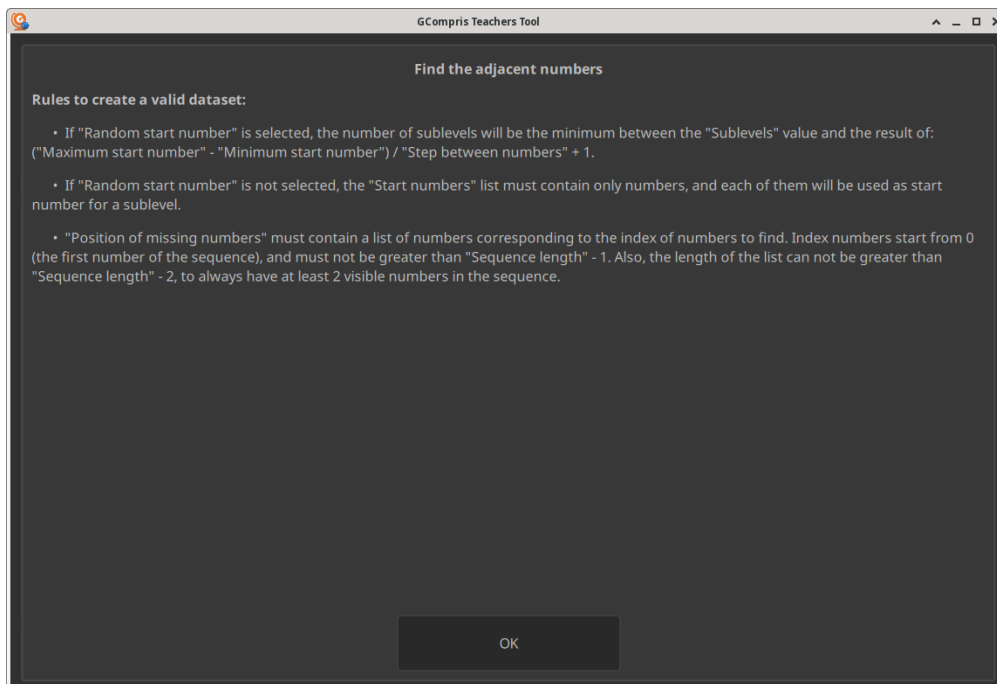 GCompris Teachers Tool
Find the adjacent numbers
Rules to create a valid dataset:
• If "Random start number" is selected, the number of sublevels will be the minimum between the "Sublevels" value and the result of:
("Maximum start number" - "Minimum start number") / "Step between numbers" + 1.
• If "Random start number" is not selected, the "Start numbers" list must contain only numbers, and each of them will be used as start
number for a sublevel.
• "Position of missing numbers" must contain a list of numbers corresponding to the index of numbers to find. Index numbers start from 0
(the first number of the sequence), and must not be greater than "Sequence length" - 1. Also, the length of the list can not be greater than
"Sequence length" - 2, to always have at least 2 visible numbers in the sequence.
OK